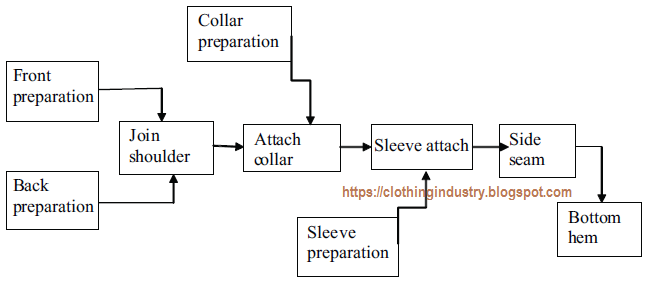 Collar
preparation
Front
preparation
Join
shoulder
Attach
collar
Sleeve attach
Side
seam
Back
preparation
https://clothingindustry.blogspot.com
Sleeve
preparation
Bottom
hem